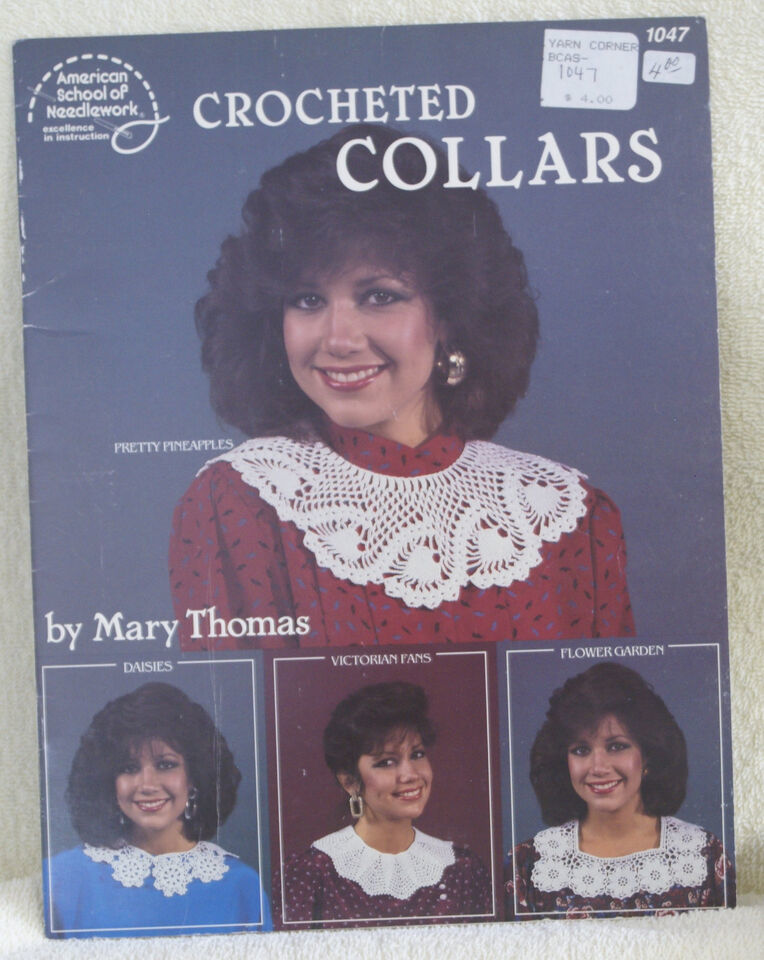 American
School of
Needlework®
excellence
in instruction
CROCHETED
COLLARS
YARN CORNER
BCAS-
1047
$ 4.00
1047
4.00
PRETTY PINEAPPLES
by Mary Thomas
DAISIES
VICTORIAN FANS
FLOWER GARDEN